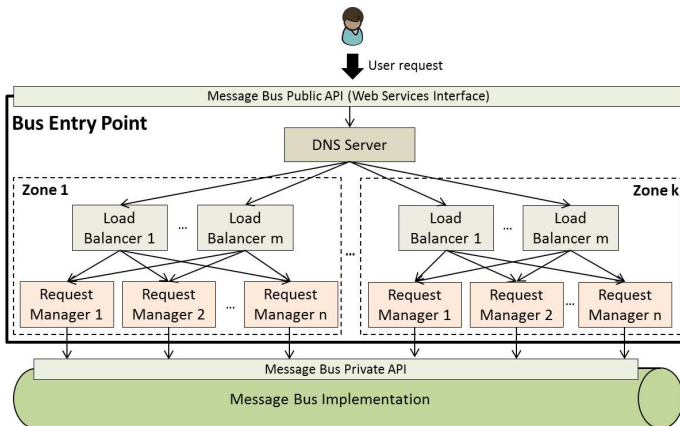 User request
Message Bus Public API (Web Services Interface)
Bus Entry Point
DNS Server
Zone 1
Zone k
Load
Balancer 1
...
Load
Balancer m
Load
Balancer 1
...
Load
Balancer m
...
Request
Manager 1
Request
Manager 2
...
Request
Manager n
Request
Manager 1
Request
Manager 2
...
Request
Manager n
Message Bus Private API
Message Bus Implementation